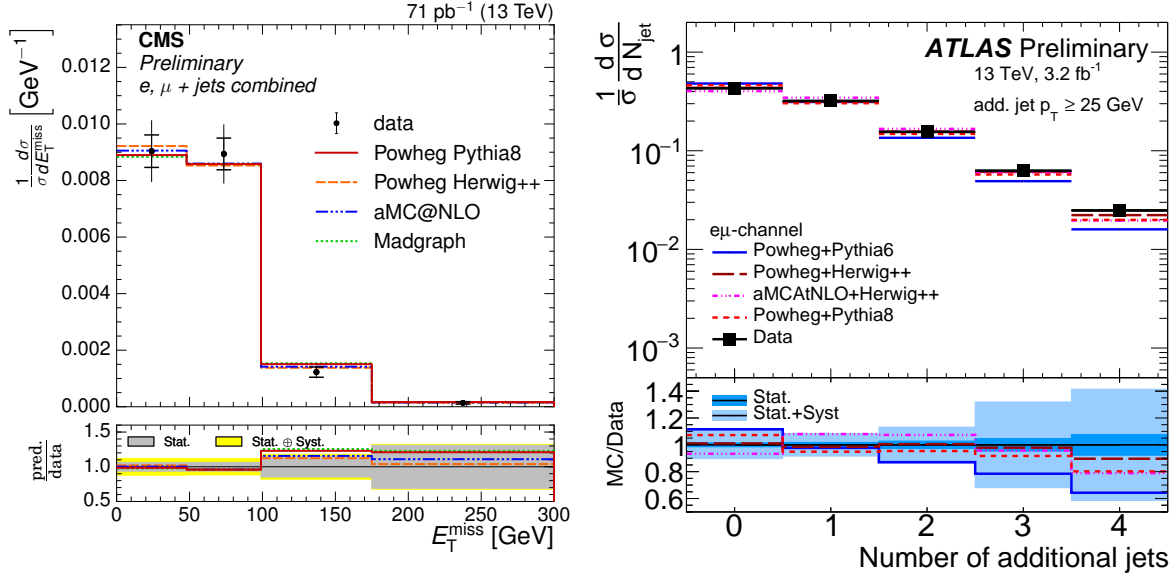 71 pb⁻¹ (13 TeV)
CMS
Preliminary
e, μ + jets combined
1/σ dσ/dE_T^miss [GeV⁻¹]
0.012
0.010
0.008
0.006
0.004
0.002
0.000
data
Powheg Pythia8
Powheg Herwig++
aMC@NLO
Madgraph
pred./data
1.5
1.0
0.5
Stat.
Stat. ⊕ Syst.
0 50 100 150 200 250 300
E_T^miss [GeV]
1/σ dσ/dN_jet
ATLAS Preliminary
13 TeV, 3.2 fb⁻¹
add. jet p_T ≥ 25 GeV
1
10⁻¹
10⁻²
10⁻³
eμ-channel
Powheg+Pythia6
Powheg+Herwig++
aMCAtNLO+Herwig++
Powheg+Pythia8
Data
MC/Data
1.4
1.2
1
0.8
0.6
Stat.
Stat.+Syst
0 1 2 3 4
Number of additional jets